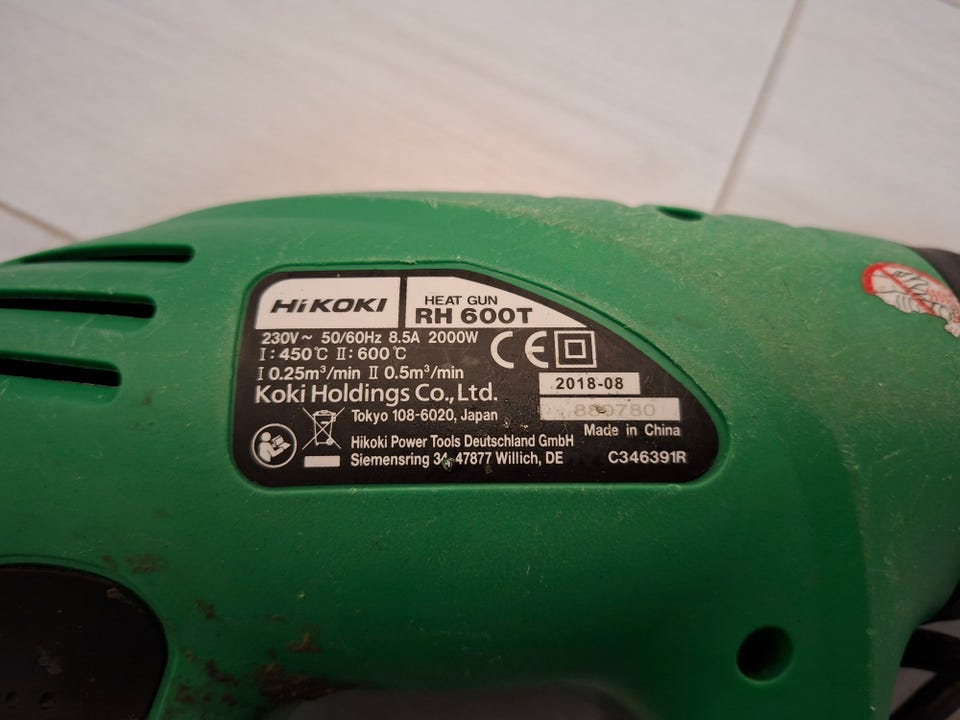 HiKOKI
HEAT GUN
RH 600T
230V~ 50/60Hz 8.5A 2000W
I:450℃ II:600℃
I 0.25m³/min II 0.5m³/min
Koki Holdings Co., Ltd.
Tokyo 108-6020, Japan
Hikoki Power Tools Deutschland GmbH
Siemensring 34, 47877 Willich, DE
CE
2018-08
Made in China
C346391R